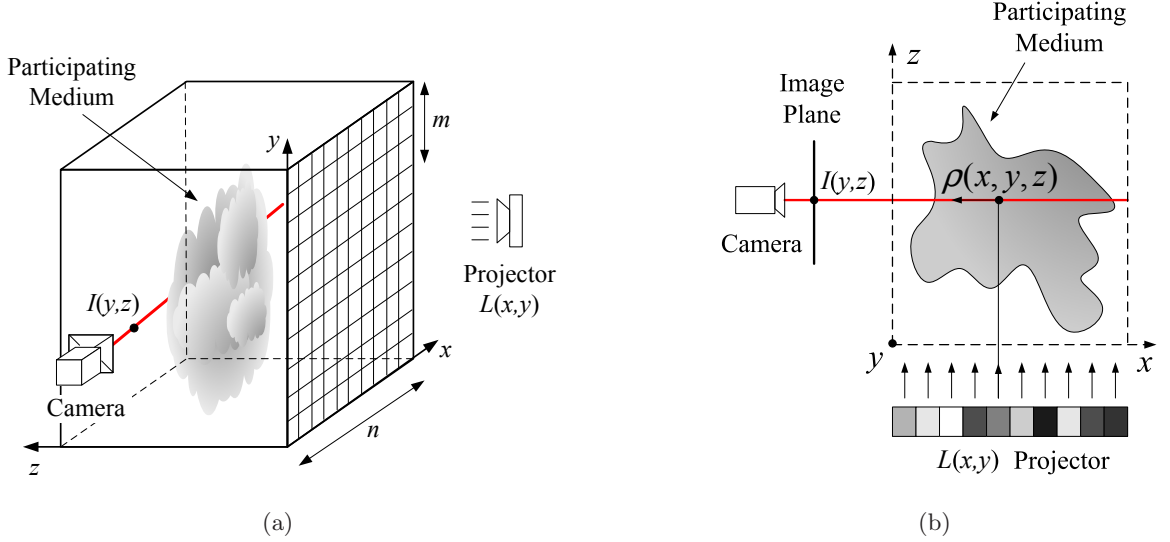 Participating
Medium
y
m
I(y,z)
Projector
L(x,y)
x
Camera
n
z
(a)
Participating
Medium
z
Image
Plane
I(y,z)
ρ(x, y, z)
Camera
y
x
L(x,y) Projector
(b)